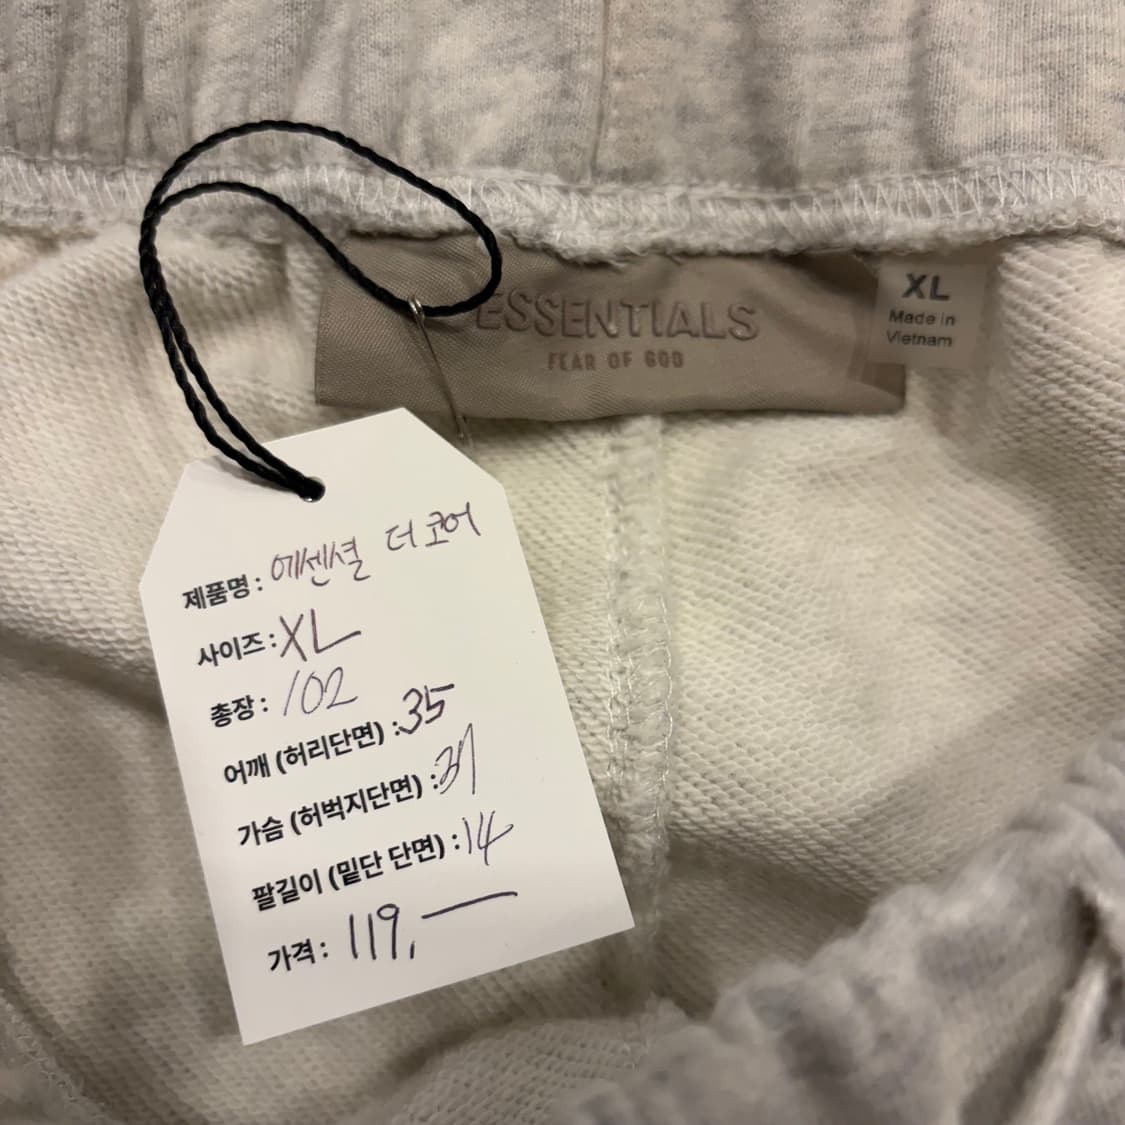 ESSENTIALS
FEAR OF GOD
XL
Made in
Vietnam
제품명 : 에센셜 더코어
사이즈 : XL
총장 : 102
어깨 (허리단면) : 35
가슴 (허벅지단면) : 37
팔길이 (밑단 단면) : 14
가격 : 119,—